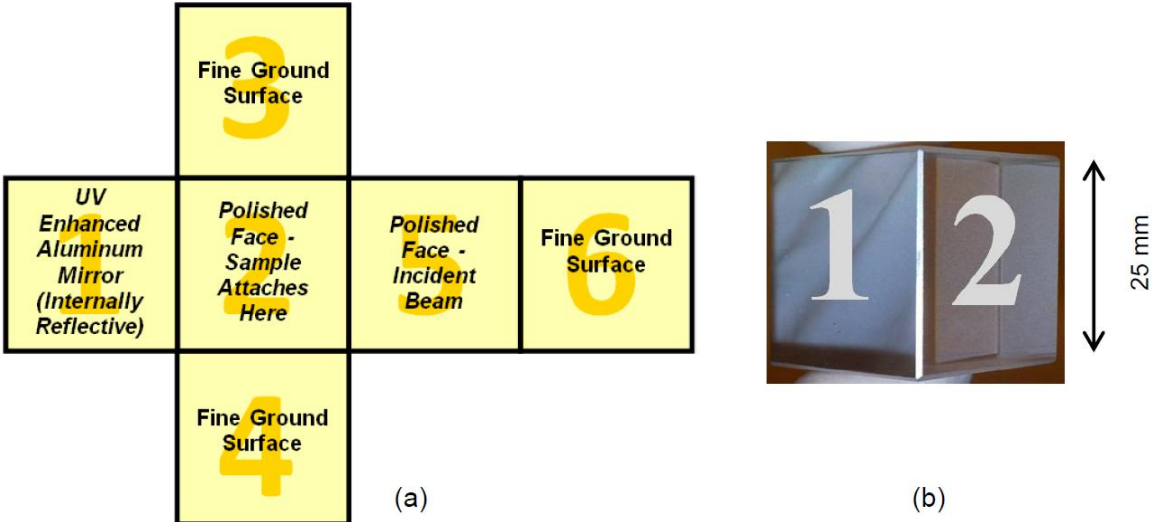 3
Fine Ground
Surface
1
UV
Enhanced
Aluminum
Mirror
(Internally
Reflective)
2
Polished
Face -
Sample
Attaches
Here
5
Polished
Face -
Incident
Beam
6
Fine Ground
Surface
4
Fine Ground
Surface
(a)
1
2
25 mm
(b)